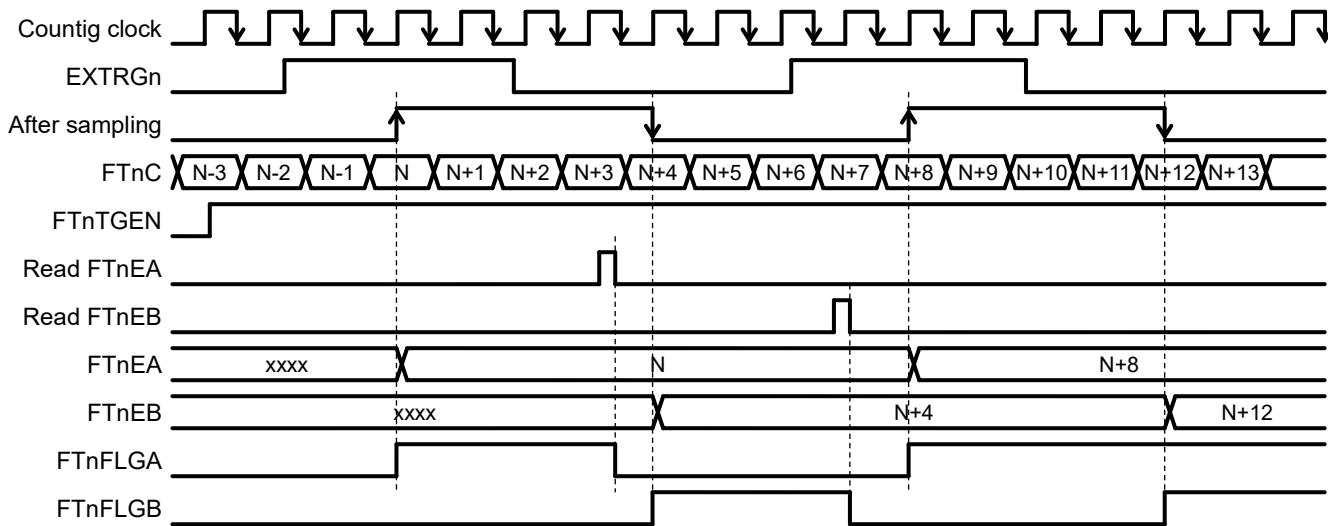 Countig clock
EXTRGn
After sampling
FTnC N-3 N-2 N-1 N N+1 N+2 N+3 N+4 N+5 N+6 N+7 N+8 N+9 N+10 N+11 N+12 N+13
FTnTGEN
Read FTnEA
Read FTnEB
FTnEA xxxx N N+8
FTnEB xxxx N+4 N+12
FTnFLGA
FTnFLGB